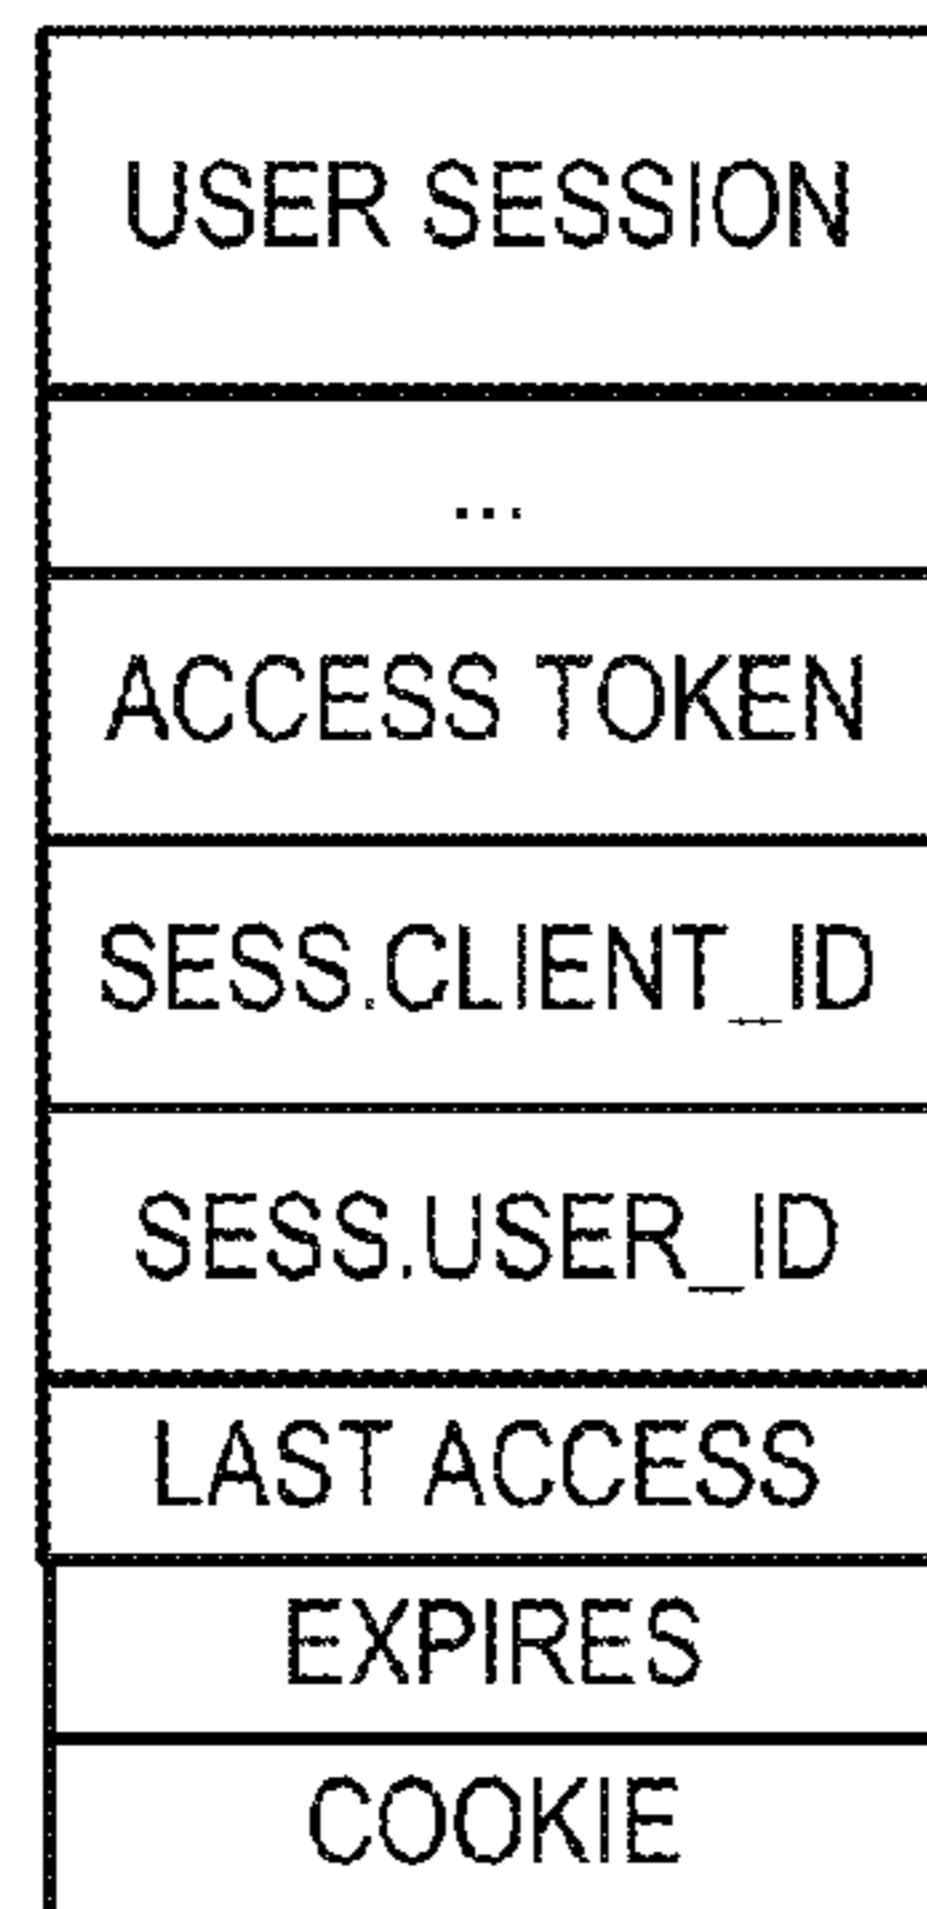 USER SESSION
...
ACCESS TOKEN
SESS.CLIENT_ID
SESS.USER_ID
LAST ACCESS
EXPIRES
COOKIE